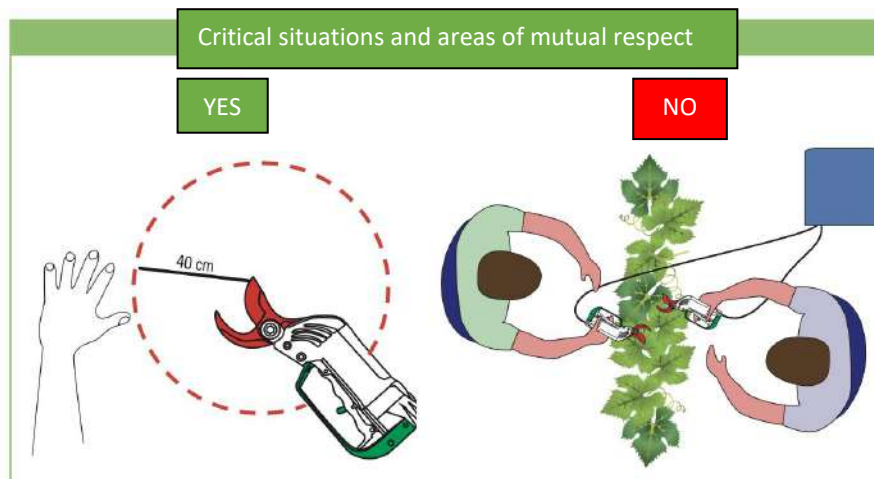 Critical situations and areas of mutual respect
YES
NO
40 cm